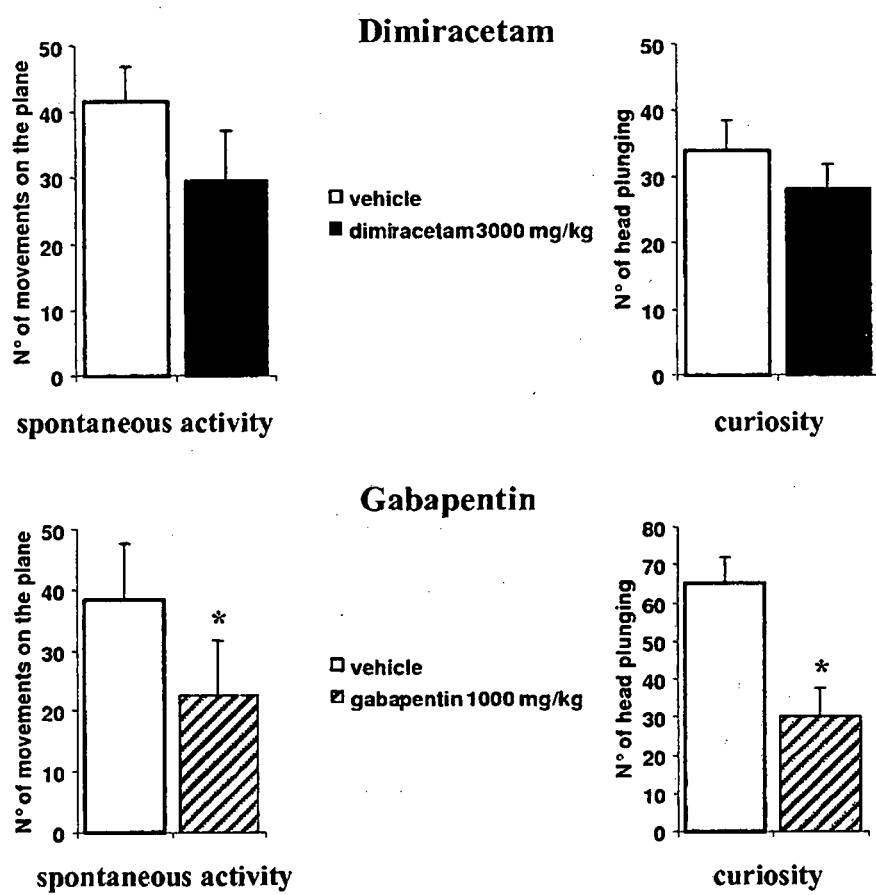 Dimiracetam
N° of movements on the plane
50
40
30
20
10
0
spontaneous activity
vehicle
dimiracetam 3000 mg/kg
N° of head plunging
50
40
30
20
10
0
curiosity
Gabapentin
N° of movements on the plane
50
40
30
20
10
0
*
spontaneous activity
vehicle
gabapentin 1000 mg/kg
N° of head plunging
80
70
60
50
40
30
20
10
0
*
curiosity